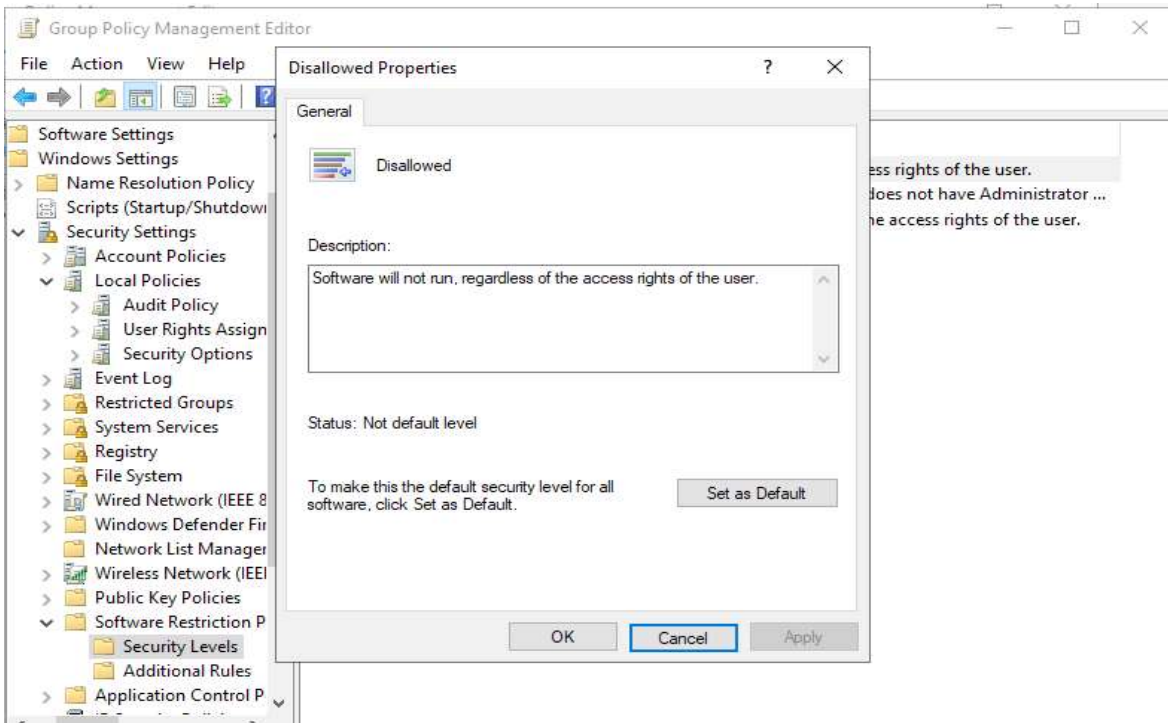 Group Policy Management Editor
File Action View Help
Disallowed Properties
?
General
Disallowed
Description:
Software will not run, regardless of the access rights of the user.
Status: Not default level
To make this the default security level for all
software, click Set as Default.
Set as Default
OK Cancel Apply
Software Settings
Windows Settings
Name Resolution Policy
Scripts (Startup/Shutdow
Security Settings
Account Policies
Local Policies
Audit Policy
User Rights Assign
Security Options
Event Log
Restricted Groups
System Services
Registry
File System
Wired Network (IEEE 8
Windows Defender Fir
Network List Manager
Wireless Network (IEE
Public Key Policies
Software Restriction P
Security Levels
Additional Rules
Application Control P
ess rights of the user.
does not have Administrator ...
he access rights of the user.